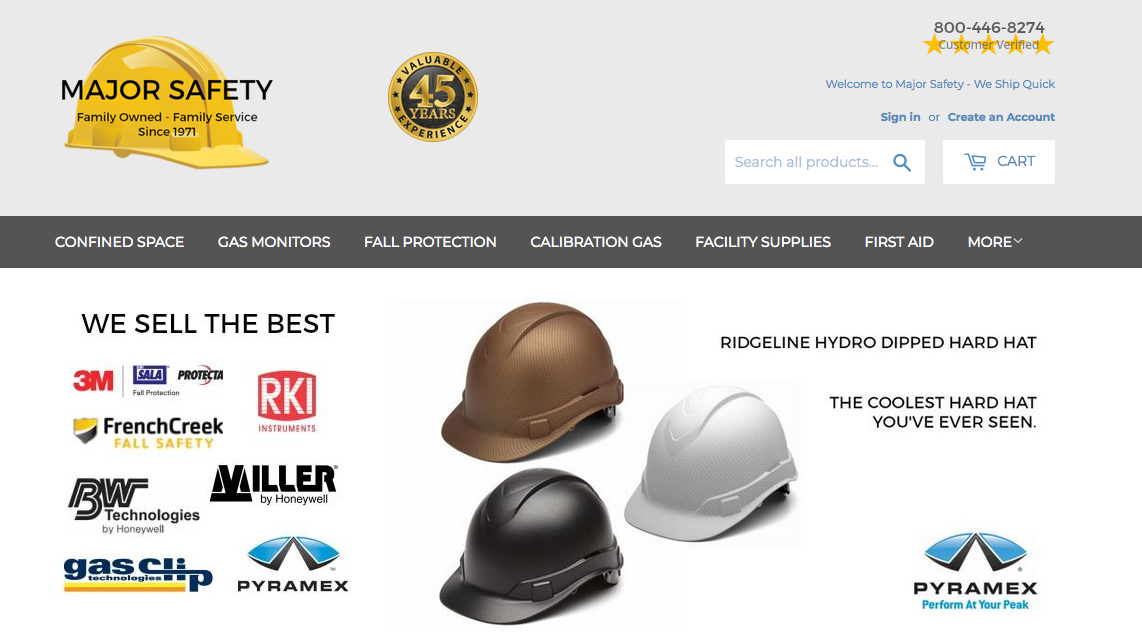 800-446-8274
Customer Verified
MAJOR SAFETY
Family Owned - Family Service
Since 1971
VALUABLE
45
YEARS
EXPERIENCE
Welcome to Major Safety - We Ship Quick
Sign in or Create an Account
Search all products...
CART
CONFINED SPACE GAS MONITORS FALL PROTECTION CALIBRATION GAS FACILITY SUPPLIES FIRST AID MORE
WE SELL THE BEST
3M SALA PROTECTA
Fall Protection
RKI
INSTRUMENTS
FrenchCreek
FALL SAFETY
BW
Technologies
by Honeywell
MILLER
by Honeywell
gas clip
technologies
PYRAMEX
RIDGELINE HYDRO DIPPED HARD HAT
THE COOLEST HARD HAT
YOU'VE EVER SEEN.
PYRAMEX
Perform At Your Peak